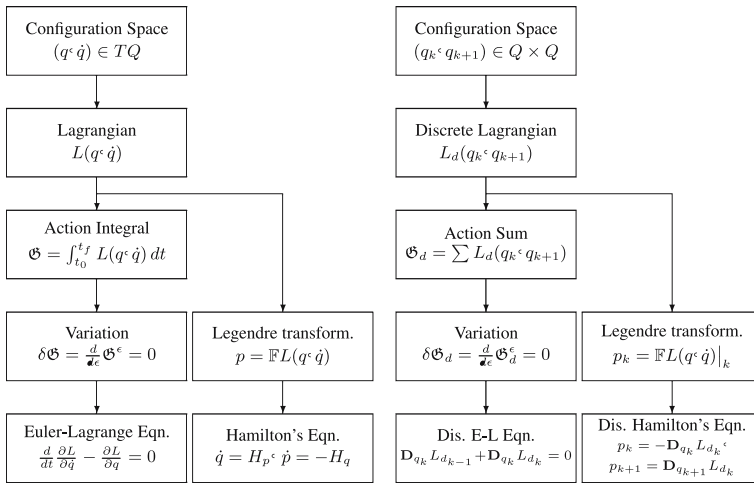 Configuration Space
(q، q̇) ∈ TQ
Lagrangian
L(q، q̇)
Action Integral
𝕲 = ∫_{t_0}^{t_f} L(q، q̇) dt
Variation
δ𝕲 = d/dϵ 𝕲^ϵ = 0
Legendre transform.
p = 𝔽L(q، q̇)
Euler-Lagrange Eqn.
d/dt ∂L/∂q̇ − ∂L/∂q = 0
Hamilton's Eqn.
q̇ = H_p، ṗ = −H_q
Configuration Space
(q_k، q_{k+1}) ∈ Q × Q
Discrete Lagrangian
L_d(q_k، q_{k+1})
Action Sum
𝕲_d = ∑ L_d(q_k، q_{k+1})
Variation
δ𝕲_d = d/dϵ 𝕲_d^ϵ = 0
Legendre transform.
p_k = 𝔽L(q، q̇)|_k
Dis. E-L Eqn.
𝐃_{q_k} L_{d_{k−1}} + 𝐃_{q_k} L_{d_k} = 0
Dis. Hamilton's Eqn.
p_k = −𝐃_{q_k} L_{d_k}،
p_{k+1} = 𝐃_{q_{k+1}} L_{d_k}